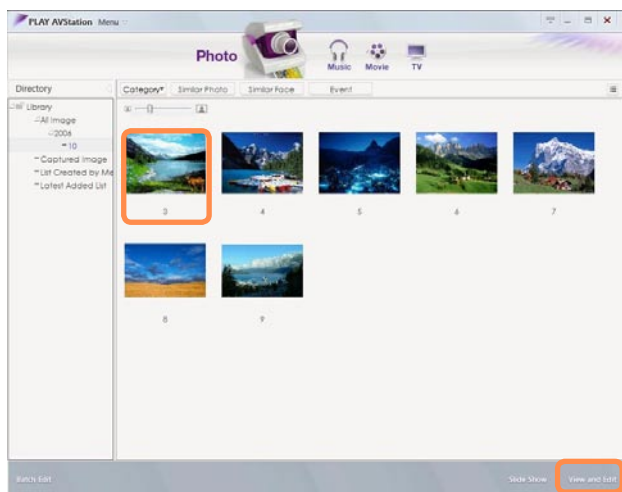 PLAY AVStation Menu
Photo
Music Movie TV
Directory
Category▾ Similar Photo Similar Face Event
Library
All Image
2006
10
Captured Image
List Created by Me
Latest Added List
3 4 5 6 7
8 9
Batch Edit Slide Show View and Edit